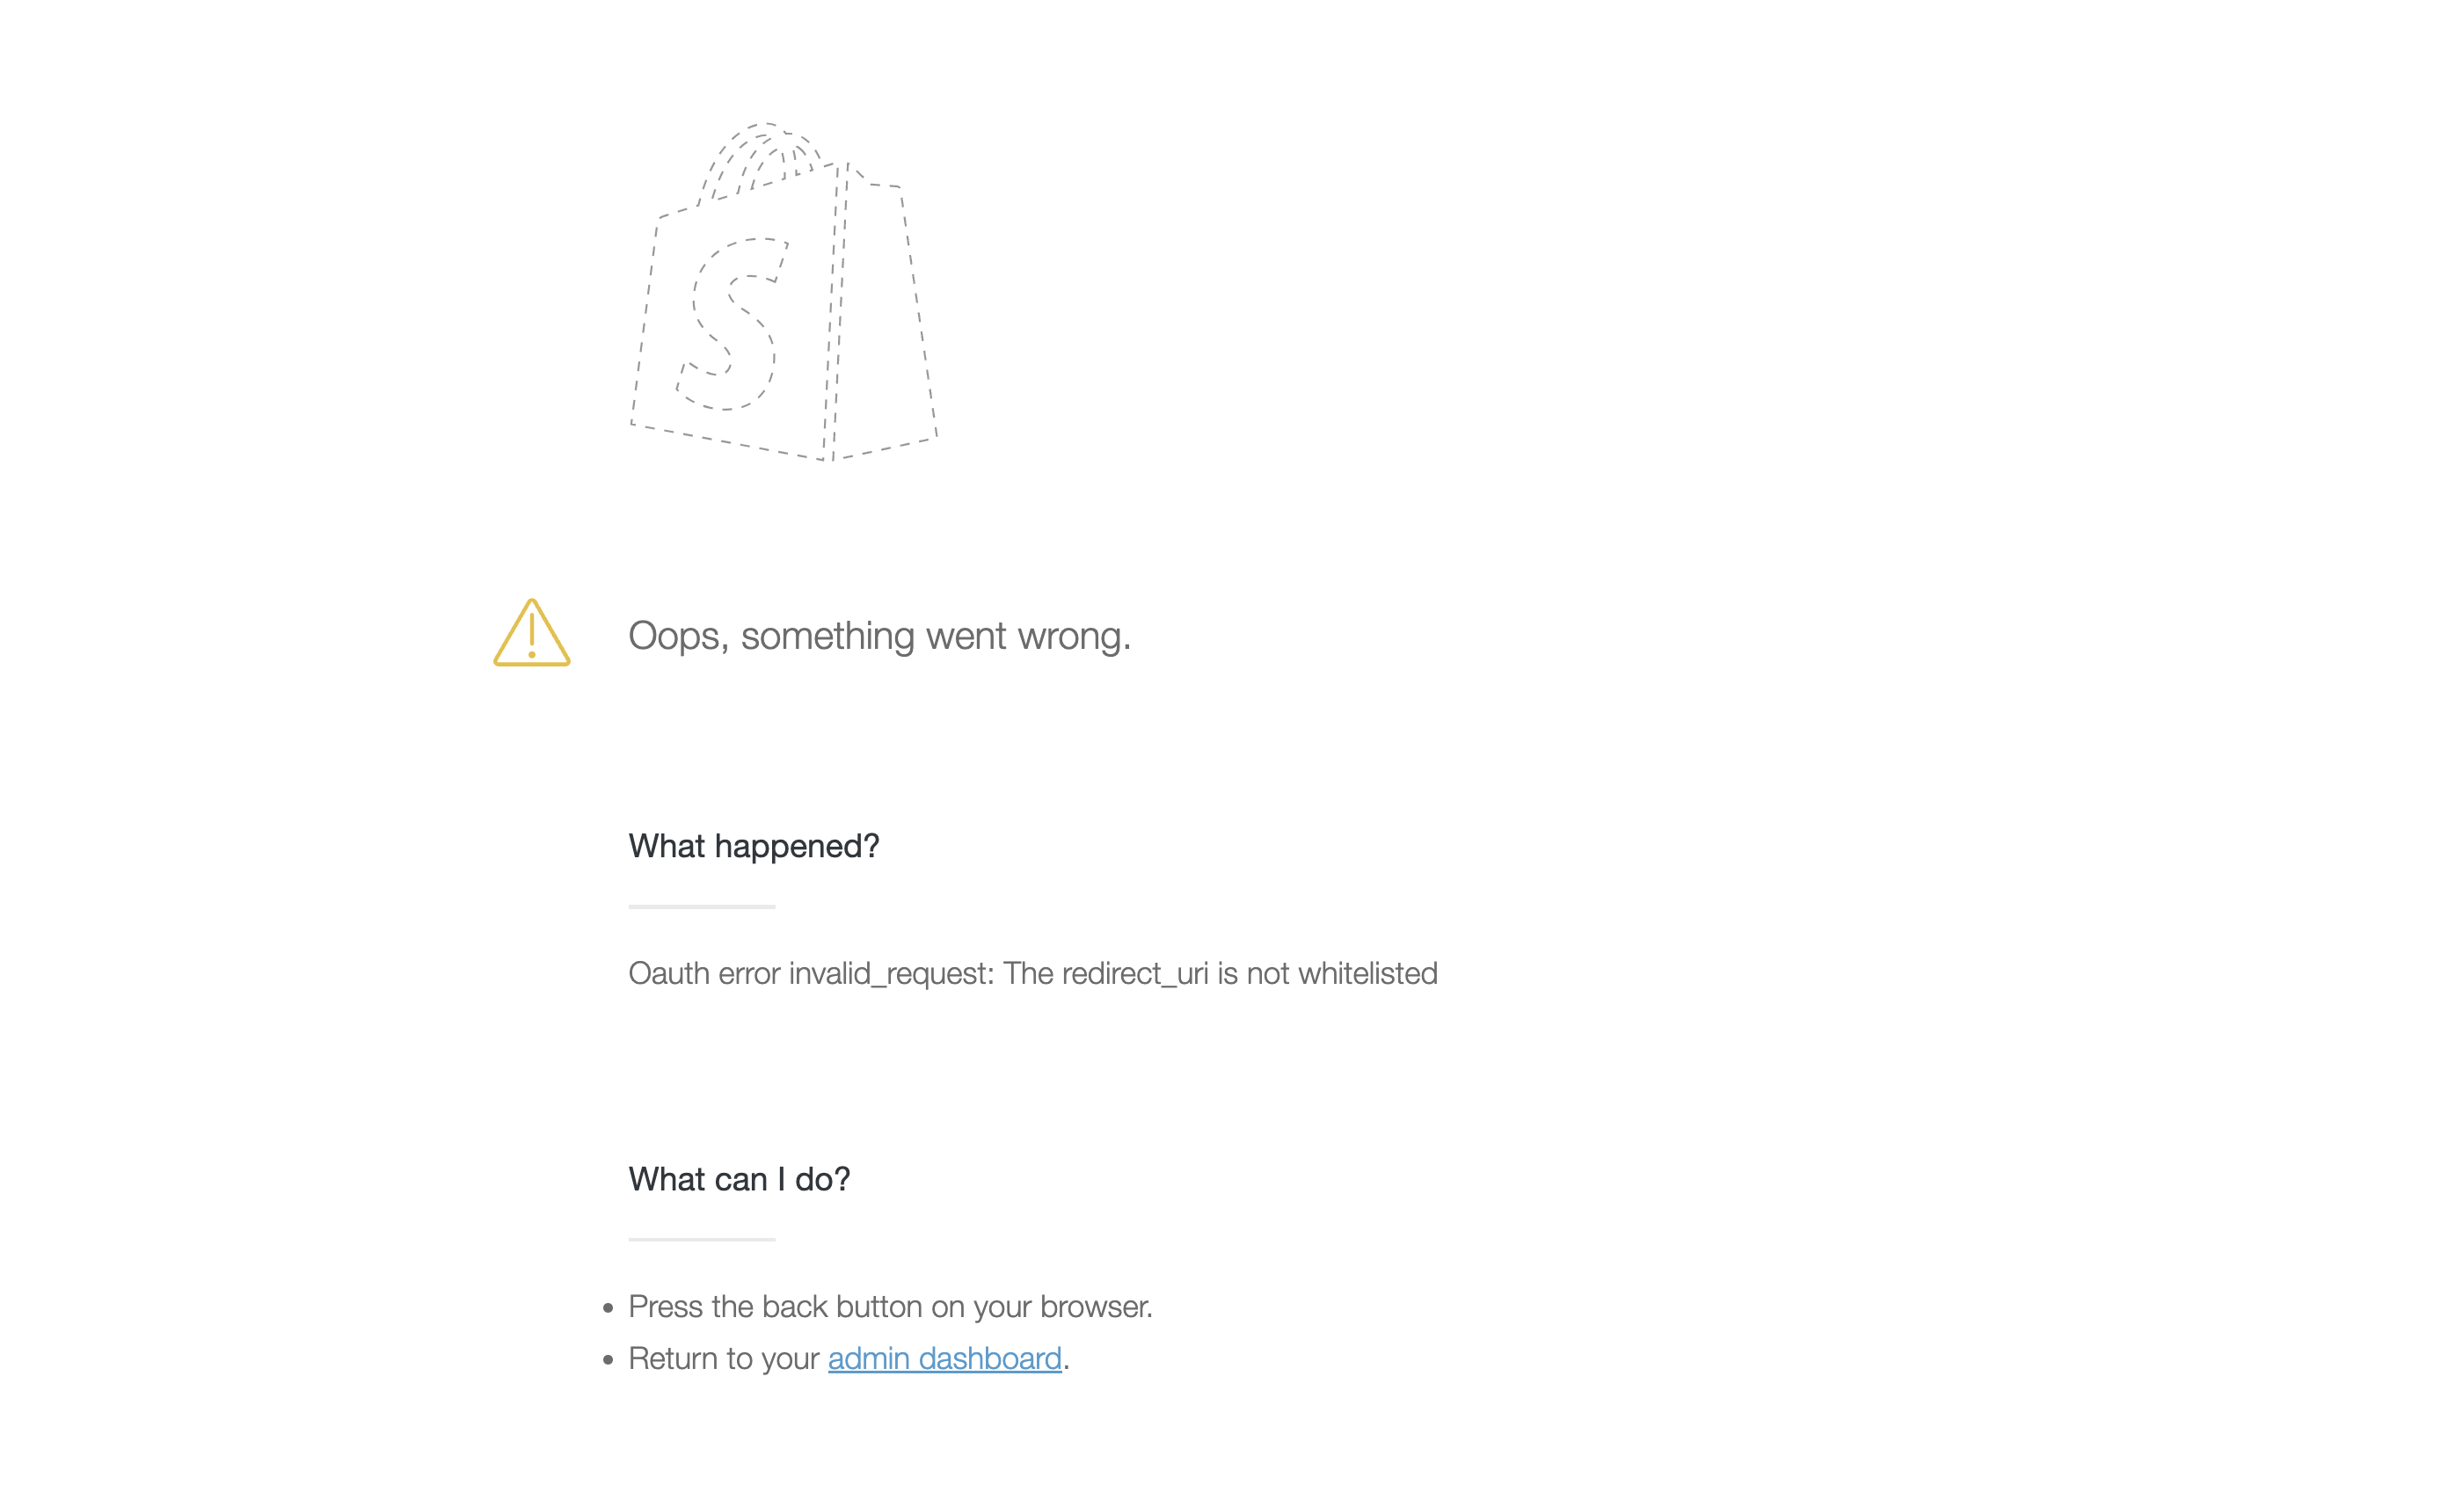 S
Oops, something went wrong.
What happened?
Oauth error invalid_request: The redirect_uri is not whitelisted
What can I do?
Press the back button on your browser.
Return to your admin dashboard.